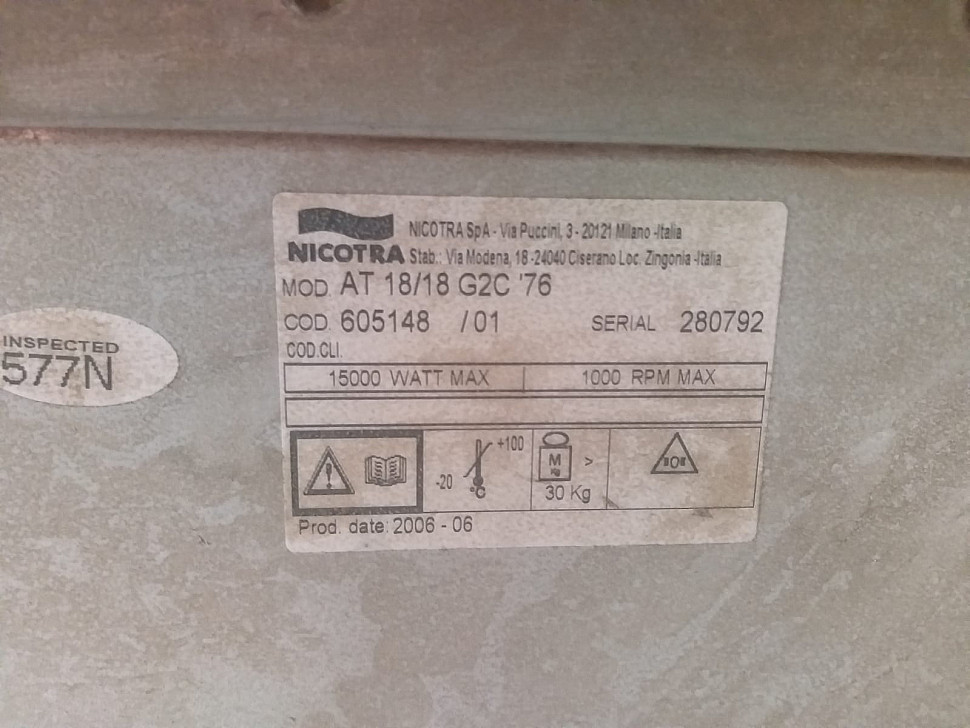 NICOTRA
NICOTRA SpA - Via Puccini, 3 - 20121 Milano -Italia
Stab.: Via Modena, 18 -24040 Ciserano Loc. Zingonia -Italia
MOD. AT 18/18 G2C '76
COD. 605148 /01 SERIAL 280792
COD.CLI.
15000 WATT MAX 1000 RPM MAX
-20 +100 °C
M kg > 30 Kg
Prod. date: 2006 - 06
INSPECTED
577N